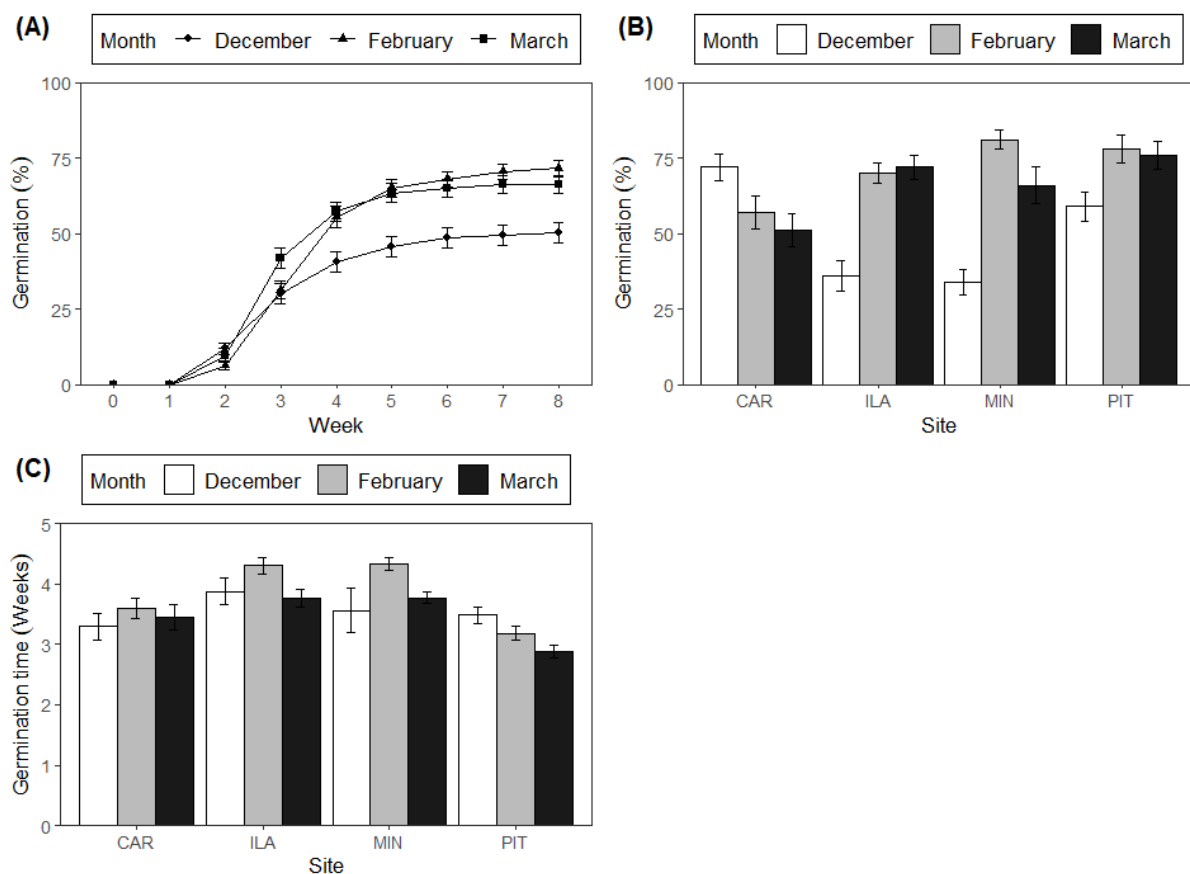 (A)
Month December February March
100
75
50
25
0
Germination (%)
0 1 2 3 4 5 6 7 8
Week
(B)
Month December February March
100
75
50
25
0
Germination (%)
CAR ILA MIN PIT
Site
(C)
Month December February March
5
4
3
2
1
0
Germination time (Weeks)
CAR ILA MIN PIT
Site